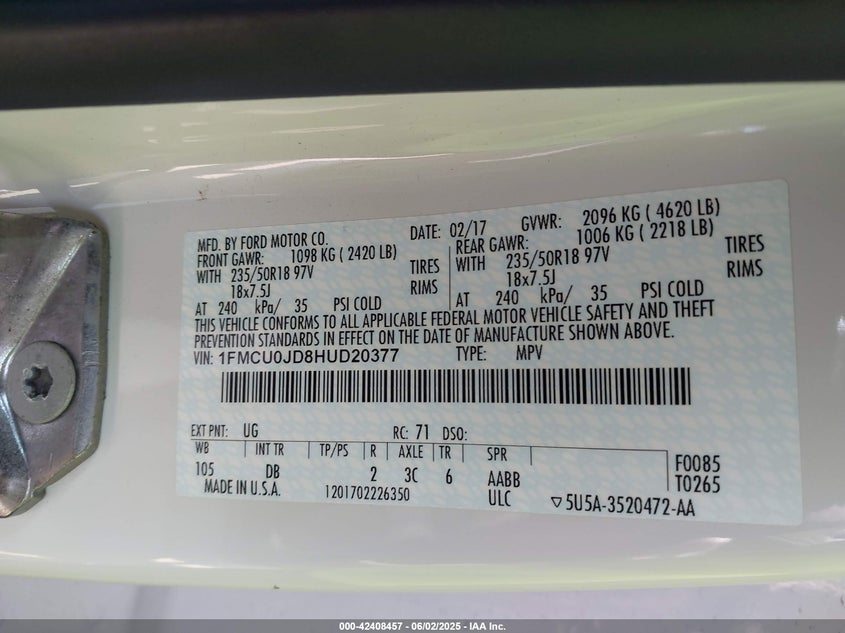 MFD. BY FORD MOTOR CO.
DATE: 02/17 GVWR: 2096 KG ( 4620 LB)
FRONT GAWR: 1098 KG ( 2420 LB) REAR GAWR: 1006 KG ( 2218 LB)
WITH 235/50R18 97V TIRES WITH 235/50R18 97V TIRES
18x7.5J RIMS 18x7.5J RIMS
AT 240 kPa/ 35 PSI COLD AT 240 kPa/ 35 PSI COLD
THIS VEHICLE CONFORMS TO ALL APPLICABLE FEDERAL MOTOR VEHICLE SAFETY AND THEFT
PREVENTION STANDARDS IN EFFECT ON THE DATE OF MANUFACTURE SHOWN ABOVE.
VIN: 1FMCU0JD8HUD20377 TYPE: MPV
EXT PNT: UG RC: 71 DSO:
WB INT TR TP/PS R AXLE TR SPR
105 DB 2 3C 6 AABB F0085
MADE IN U.S.A. 1201702226350 ULC T0265
▽5U5A-3520472-AA
000-42408457 - 06/02/2025 - IAA Inc.